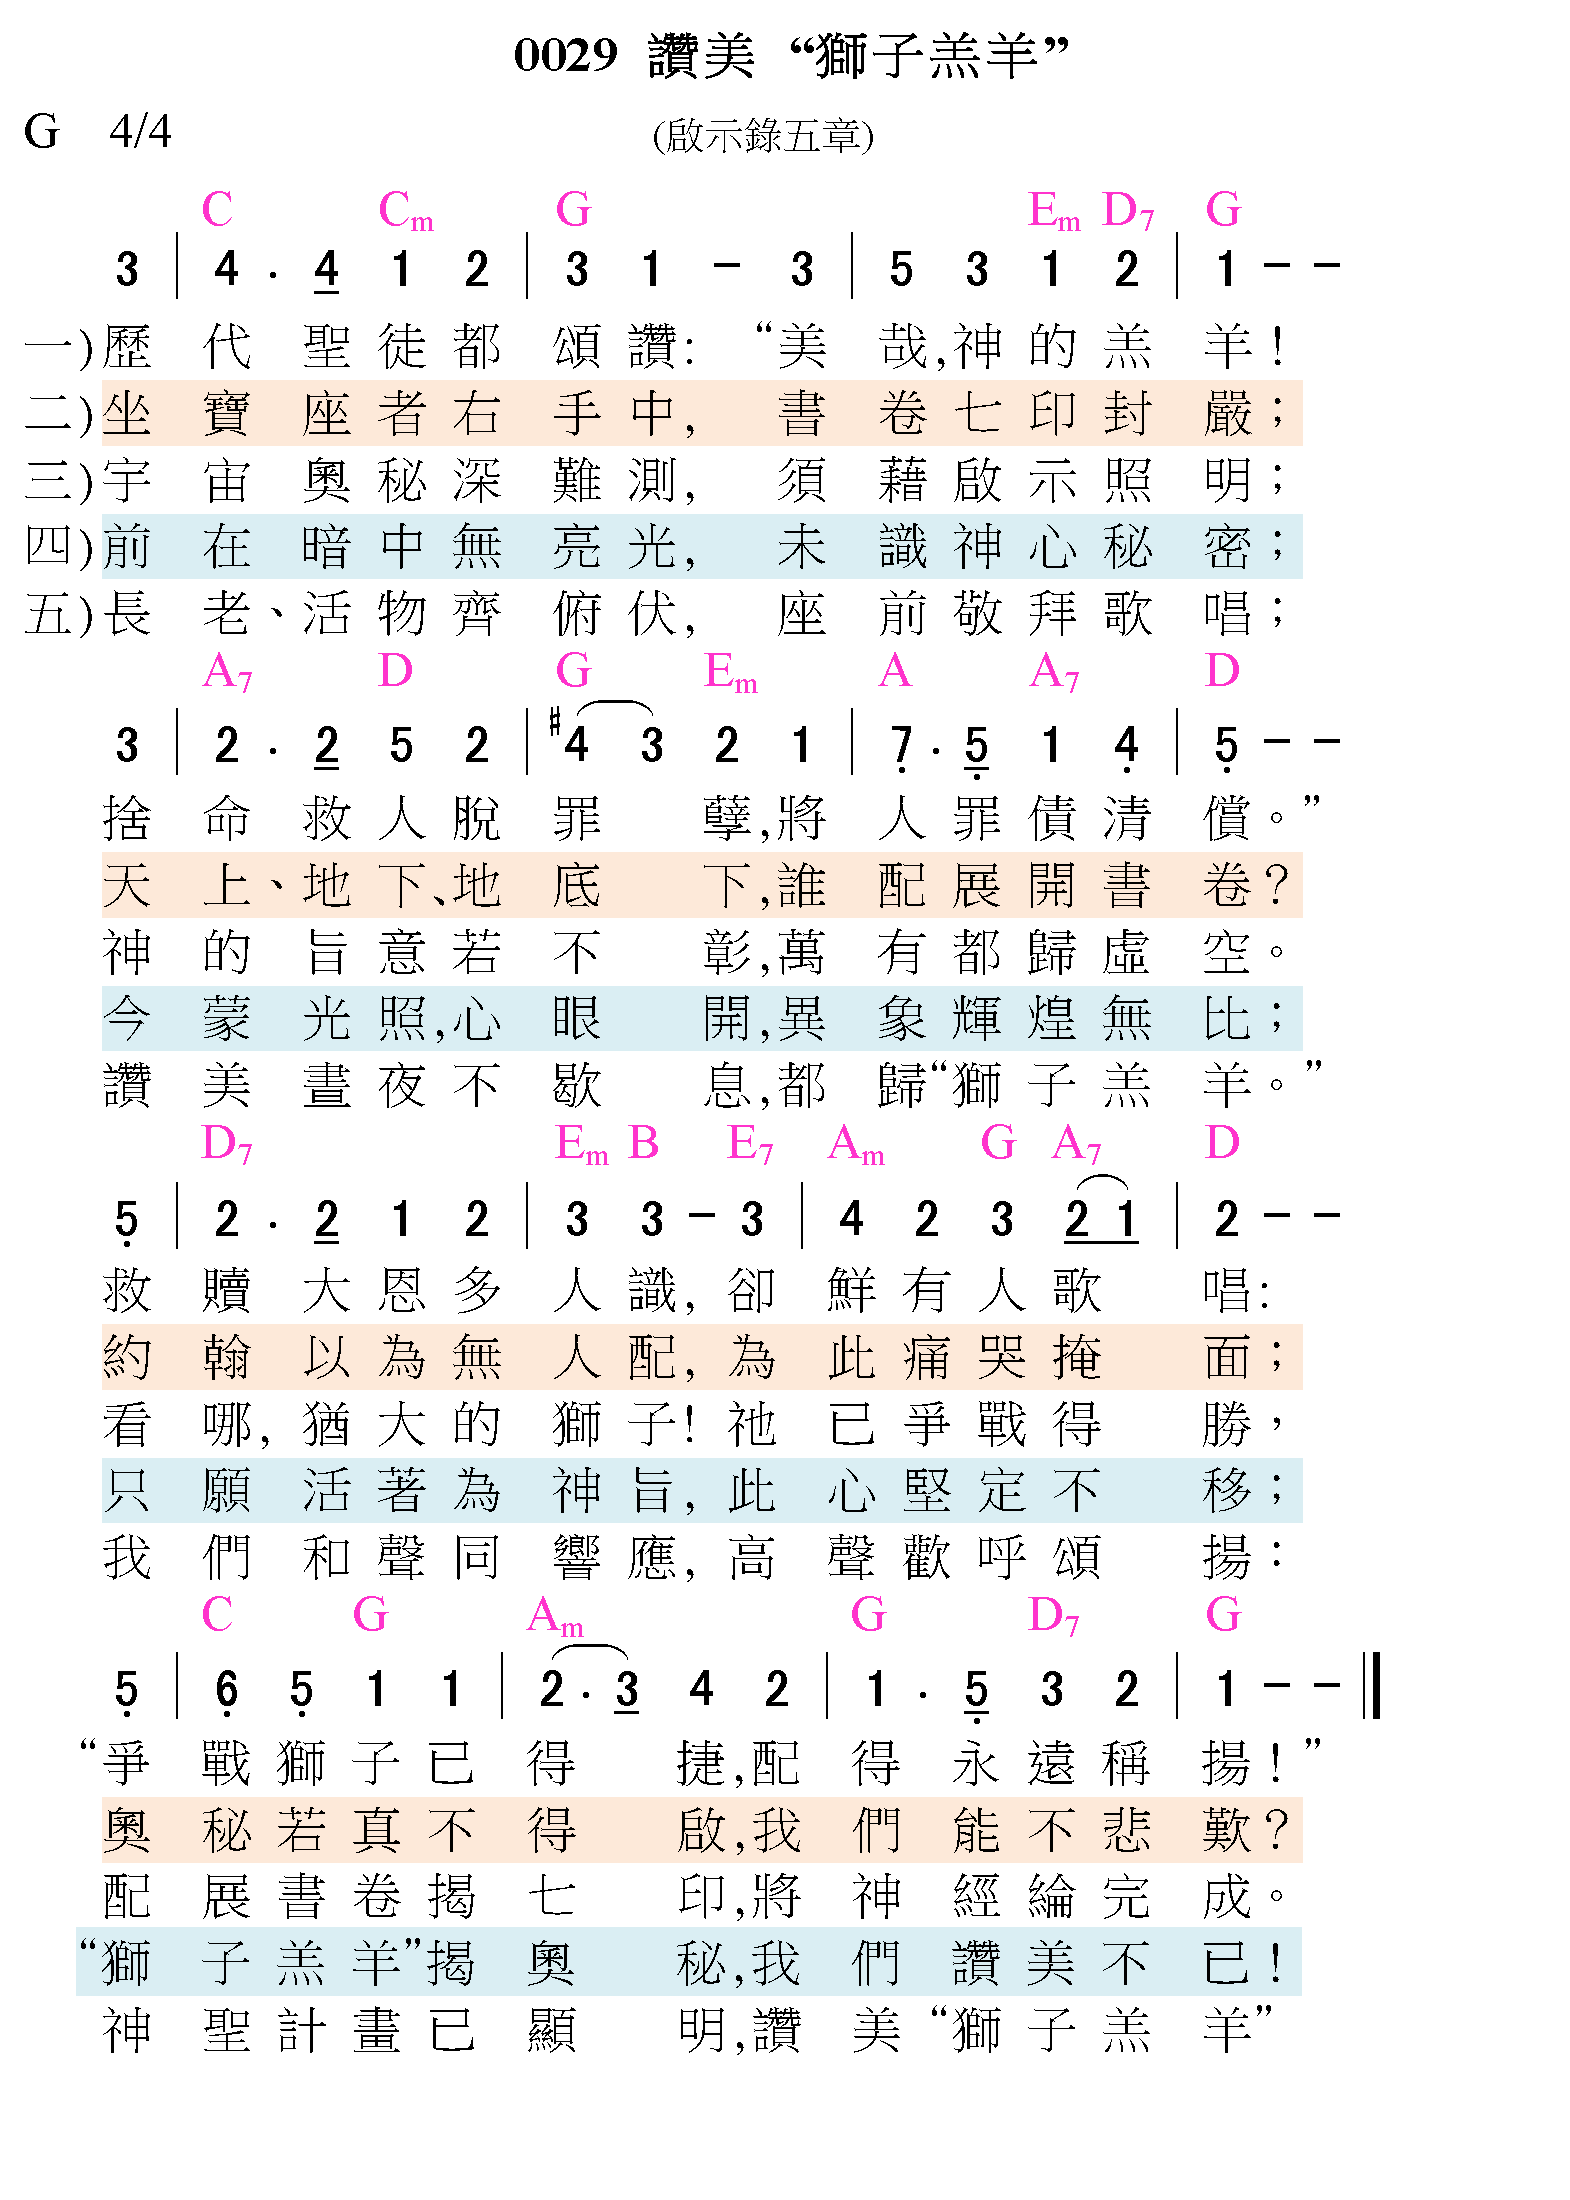 0029 讚美 “獅子羔羊”
G 4/4 (啟示錄五章)
C Cm G Em D7 G
3 | 4 . 4 1 2 | 3 1 - 3 | 5 3 1 2 | 1 - -
一)歷代聖徒都頌讚: “美哉,神的羔羊!
二)坐寶座者右手中, 書卷七印封嚴;
三)宇宙奧秘深難測, 須藉啟示照明;
四)前在暗中無亮光, 未識神心秘密;
五)長老、活物齊俯伏, 座前敬拜歌唱;
A7 D G Em A A7 D
3 | 2 . 2 5 2 | #4 3 2 1 | 7 . 5 1 4 | 5 - -
捨命救人脫罪孽,將人罪債清償。”
天上、地下、地底下,誰配展開書卷?
神的旨意若不彰,萬有都歸虛空。
今蒙光照,心眼開,異象輝煌無比;
讚美晝夜不歇息,都歸“獅子羔羊。”
D7 Em B E7 Am G A7 D
5 | 2 . 2 1 2 | 3 3 - 3 | 4 2 3 2 1 | 2 - -
救贖大恩多人識, 卻鮮有人歌唱:
約翰以為無人配, 為此痛哭掩面;
看哪, 猶大的獅子! 祂已爭戰得勝,
只願活著為神旨, 此心堅定不移;
我們和聲同響應, 高聲歡呼頌揚:
C G Am G D7 G
5 | 6 5 1 1 | 2 . 3 4 2 | 1 . 5 3 2 | 1 - -
“爭戰獅子已得捷,配得永遠稱揚!”
奧秘若真不得啟,我們能不悲歎?
配展書卷揭七印,將神經綸完成。
“獅子羔羊”揭奧秘,我們讚美不已!
神聖計畫已顯明,讚美“獅子羔羊”